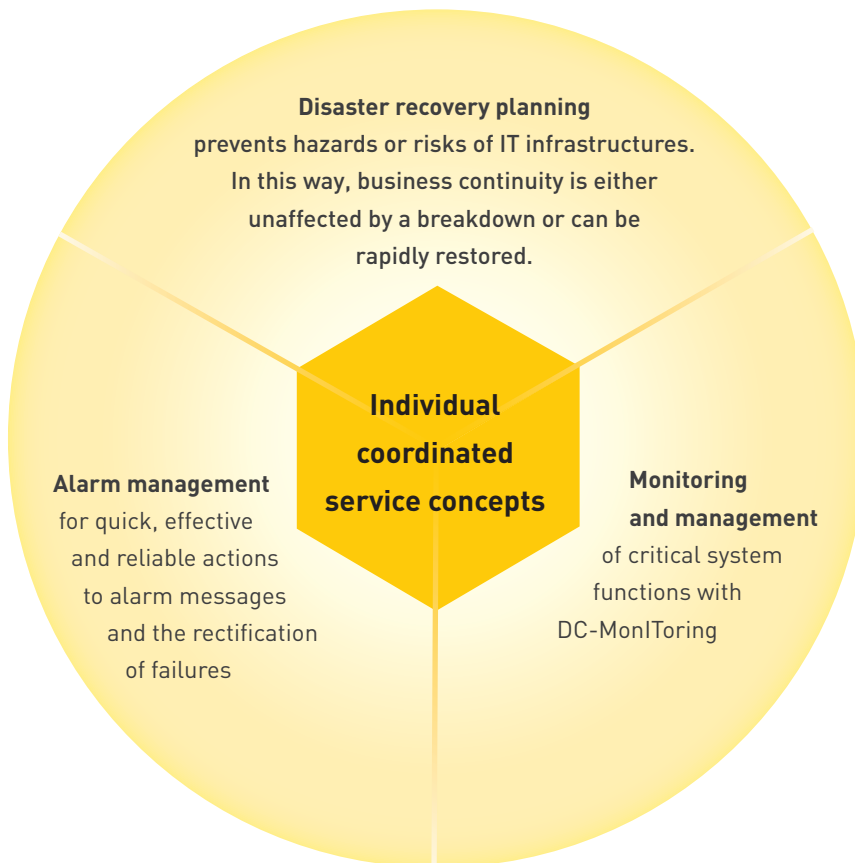 Disaster recovery planning
prevents hazards or risks of IT infrastructures.
In this way, business continuity is either
unaffected by a breakdown or can be
rapidly restored.
Individual
coordinated
service concepts
Alarm management
for quick, effective
and reliable actions
to alarm messages
and the rectification
of failures
Monitoring
and management
of critical system
functions with
DC-MonIToring